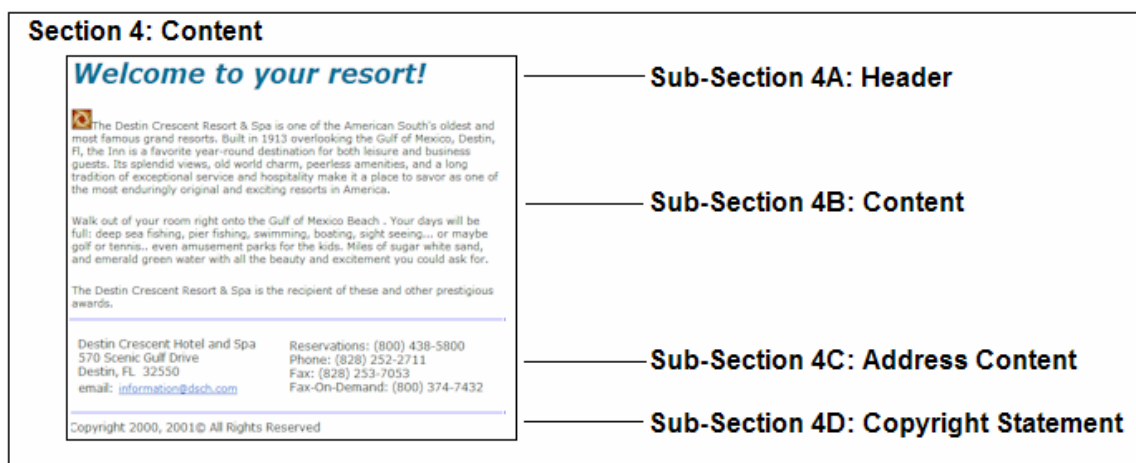 Section 4: Content
Welcome to your resort!
Sub-Section 4A: Header
The Destin Crescent Resort & Spa is one of the American South's oldest and
most famous grand resorts. Built in 1913 overlooking the Gulf of Mexico, Destin,
Fl, the Inn is a favorite year-round destination for both leisure and business
guests. Its splendid views, old world charm, peerless amenities, and a long
tradition of exceptional service and hospitality make it a place to savor as one of
the most enduringly original and exciting resorts in America.
Sub-Section 4B: Content
Walk out of your room right onto the Gulf of Mexico Beach . Your days will be
full: deep sea fishing, pier fishing, swimming, boating, sight seeing... or maybe
golf or tennis.. even amusement parks for the kids. Miles of sugar white sand,
and emerald green water with all the beauty and excitement you could ask for.
The Destin Crescent Resort & Spa is the recipient of these and other prestigious
awards.
Destin Crescent Hotel and Spa
570 Scenic Gulf Drive
Destin, FL 32550
email: information@dsch.com
Reservations: (800) 438-5800
Phone: (828) 252-2711
Fax: (828) 253-7053
Fax-On-Demand: (800) 374-7432
Sub-Section 4C: Address Content
Copyright 2000, 2001© All Rights Reserved
Sub-Section 4D: Copyright Statement